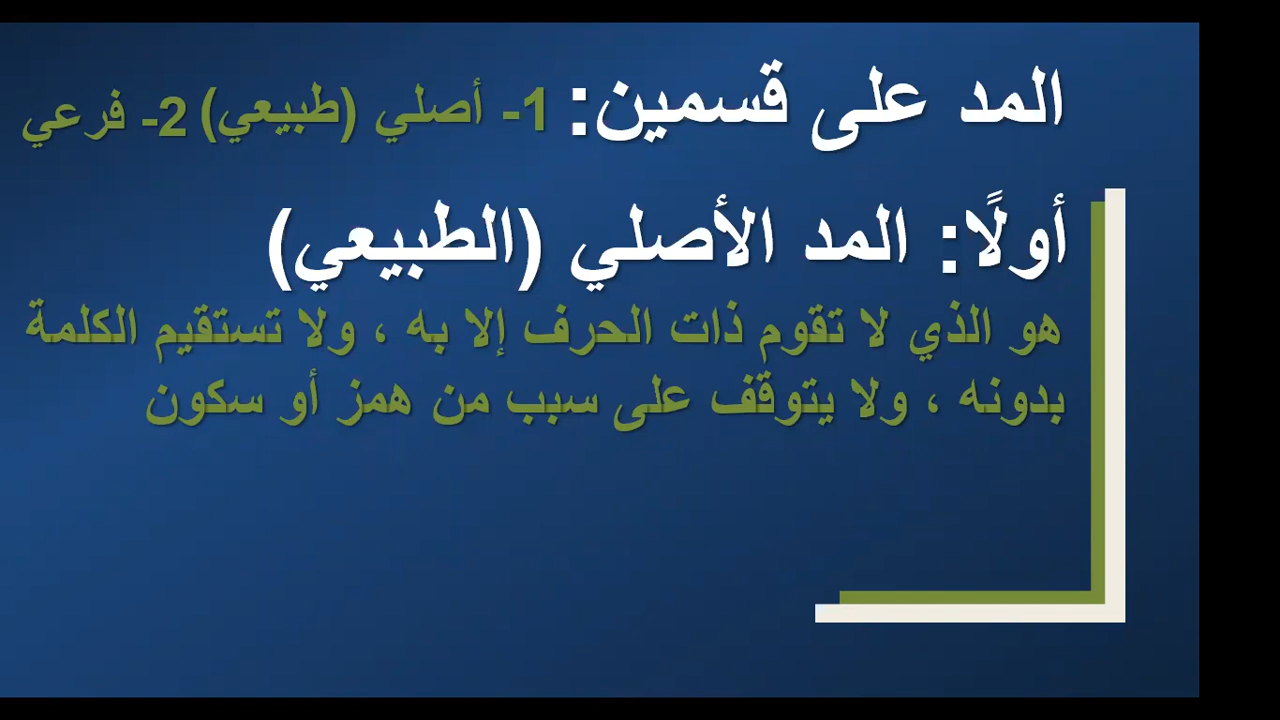 المد على قسمين: 1- أصلي (طبيعي) 2- فرعي
أولًا: المد الأصلي (الطبيعي)
هو الذي لا تقوم ذات الحرف إلا به ، ولا تستقيم الكلمة
بدونه ، ولا يتوقف على سبب من همز أو سكون